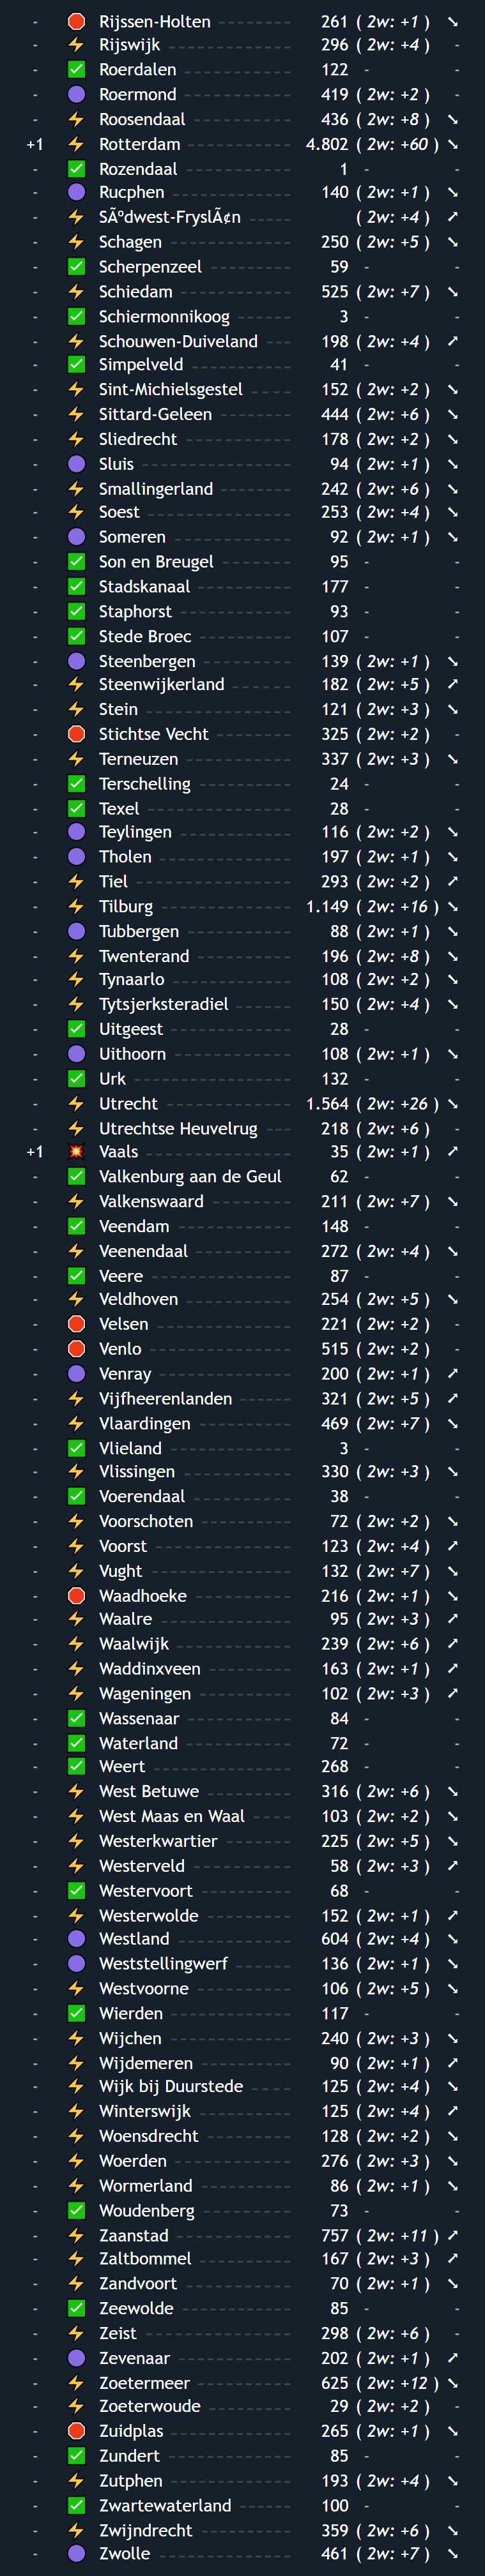 - 🛑 Rijssen-Holten 261 ( 2w: +1 ) ➘
- ⚡ Rijswijk 296 ( 2w: +4 ) -
- ✅ Roerdalen 122 - -
- 🟣 Roermond 419 ( 2w: +2 ) -
- ⚡ Roosendaal 436 ( 2w: +8 ) ➘
+1 ⚡ Rotterdam 4.802 ( 2w: +60 ) ➘
- ✅ Rozendaal 1 - -
- 🟣 Rucphen 140 ( 2w: +1 ) ➘
- ⚡ SÃºdwest-FryslÃ¢n ( 2w: +4 ) ➚
- ⚡ Schagen 250 ( 2w: +5 ) ➘
- ✅ Scherpenzeel 59 - -
- ⚡ Schiedam 525 ( 2w: +7 ) ➘
- ✅ Schiermonnikoog 3 - -
- ⚡ Schouwen-Duiveland 198 ( 2w: +4 ) ➚
- ✅ Simpelveld 41 - -
- ⚡ Sint-Michielsgestel 152 ( 2w: +2 ) ➘
- ⚡ Sittard-Geleen 444 ( 2w: +6 ) ➘
- ⚡ Sliedrecht 178 ( 2w: +2 ) ➘
- 🟣 Sluis 94 ( 2w: +1 ) ➘
- ⚡ Smallingerland 242 ( 2w: +6 ) ➘
- ⚡ Soest 253 ( 2w: +4 ) ➘
- 🟣 Someren 92 ( 2w: +1 ) ➘
- ✅ Son en Breugel 95 - -
- ✅ Stadskanaal 177 - -
- ✅ Staphorst 93 - -
- ✅ Stede Broec 107 - -
- 🟣 Steenbergen 139 ( 2w: +1 ) ➘
- ⚡ Steenwijkerland 182 ( 2w: +5 ) ➚
- ⚡ Stein 121 ( 2w: +3 ) ➘
- 🛑 Stichtse Vecht 325 ( 2w: +2 ) -
- ⚡ Terneuzen 337 ( 2w: +3 ) ➘
- ✅ Terschelling 24 - -
- ✅ Texel 28 - -
- 🟣 Teylingen 116 ( 2w: +2 ) ➘
- 🟣 Tholen 197 ( 2w: +1 ) ➘
- ⚡ Tiel 293 ( 2w: +2 ) ➚
- ⚡ Tilburg 1.149 ( 2w: +16 ) ➘
- 🟣 Tubbergen 88 ( 2w: +1 ) ➘
- ⚡ Twenterand 196 ( 2w: +8 ) ➘
- ⚡ Tynaarlo 108 ( 2w: +2 ) ➘
- ⚡ Tytsjerksteradiel 150 ( 2w: +4 ) ➘
- ✅ Uitgeest 28 - -
- 🟣 Uithoorn 108 ( 2w: +1 ) ➘
- ✅ Urk 132 - -
- ⚡ Utrecht 1.564 ( 2w: +26 ) ➘
- ⚡ Utrechtse Heuvelrug 218 ( 2w: +6 ) -
+1 💥 Vaals 35 ( 2w: +1 ) ➚
- ✅ Valkenburg aan de Geul 62 - -
- ⚡ Valkenswaard 211 ( 2w: +7 ) ➘
- ✅ Veendam 148 - -
- ⚡ Veenendaal 272 ( 2w: +4 ) ➘
- ✅ Veere 87 - -
- ⚡ Veldhoven 254 ( 2w: +5 ) ➘
- 🛑 Velsen 221 ( 2w: +2 ) -
- 🛑 Venlo 515 ( 2w: +2 ) -
- 🟣 Venray 200 ( 2w: +1 ) ➚
- ⚡ Vijfheerenlanden 321 ( 2w: +5 ) ➚
- ⚡ Vlaardingen 469 ( 2w: +7 ) ➘
- ✅ Vlieland 3 - -
- ⚡ Vlissingen 330 ( 2w: +3 ) ➘
- ✅ Voerendaal 38 - -
- ⚡ Voorschoten 72 ( 2w: +2 ) ➘
- ⚡ Voorst 123 ( 2w: +4 ) ➚
- ⚡ Vught 132 ( 2w: +7 ) ➘
- 🛑 Waadhoeke 216 ( 2w: +1 ) ➘
- ⚡ Waalre 95 ( 2w: +3 ) ➚
- ⚡ Waalwijk 239 ( 2w: +6 ) ➚
- ⚡ Waddinxveen 163 ( 2w: +1 ) ➚
- ⚡ Wageningen 102 ( 2w: +3 ) ➚
- ✅ Wassenaar 84 - -
- ✅ Waterland 72 - -
- ✅ Weert 268 - -
- ⚡ West Betuwe 316 ( 2w: +6 ) ➘
- ⚡ West Maas en Waal 103 ( 2w: +2 ) ➘
- ⚡ Westerkwartier 225 ( 2w: +5 ) ➘
- ⚡ Westerveld 58 ( 2w: +3 ) ➚
- ✅ Westervoort 68 - -
- ⚡ Westerwolde 152 ( 2w: +1 ) ➚
- 🟣 Westland 604 ( 2w: +4 ) ➘
- 🟣 Weststellingwerf 136 ( 2w: +1 ) ➘
- ⚡ Westvoorne 106 ( 2w: +5 ) ➘
- ✅ Wierden 117 - -
- ⚡ Wijchen 240 ( 2w: +3 ) ➘
- ⚡ Wijdemeren 90 ( 2w: +1 ) ➚
- ⚡ Wijk bij Duurstede 125 ( 2w: +4 ) ➘
- ⚡ Winterswijk 125 ( 2w: +4 ) ➚
- ⚡ Woensdrecht 128 ( 2w: +2 ) ➘
- ⚡ Woerden 276 ( 2w: +3 ) ➘
- ⚡ Wormerland 86 ( 2w: +1 ) ➘
- ✅ Woudenberg 73 - -
- ⚡ Zaanstad 757 ( 2w: +11 ) ➚
- ⚡ Zaltbommel 167 ( 2w: +3 ) ➚
- ⚡ Zandvoort 70 ( 2w: +1 ) ➘
- ✅ Zeewolde 85 - -
- ⚡ Zeist 298 ( 2w: +6 ) -
- 🟣 Zevenaar 202 ( 2w: +1 ) ➚
- ⚡ Zoetermeer 625 ( 2w: +12 ) ➘
- ⚡ Zoeterwoude 29 ( 2w: +2 ) -
- 🛑 Zuidplas 265 ( 2w: +1 ) ➘
- ✅ Zundert 85 - -
- ⚡ Zutphen 193 ( 2w: +4 ) ➘
- ✅ Zwartewaterland 100 - -
- ⚡ Zwijndrecht 359 ( 2w: +6 ) ➘
- 🟣 Zwolle 461 ( 2w: +7 ) ➘